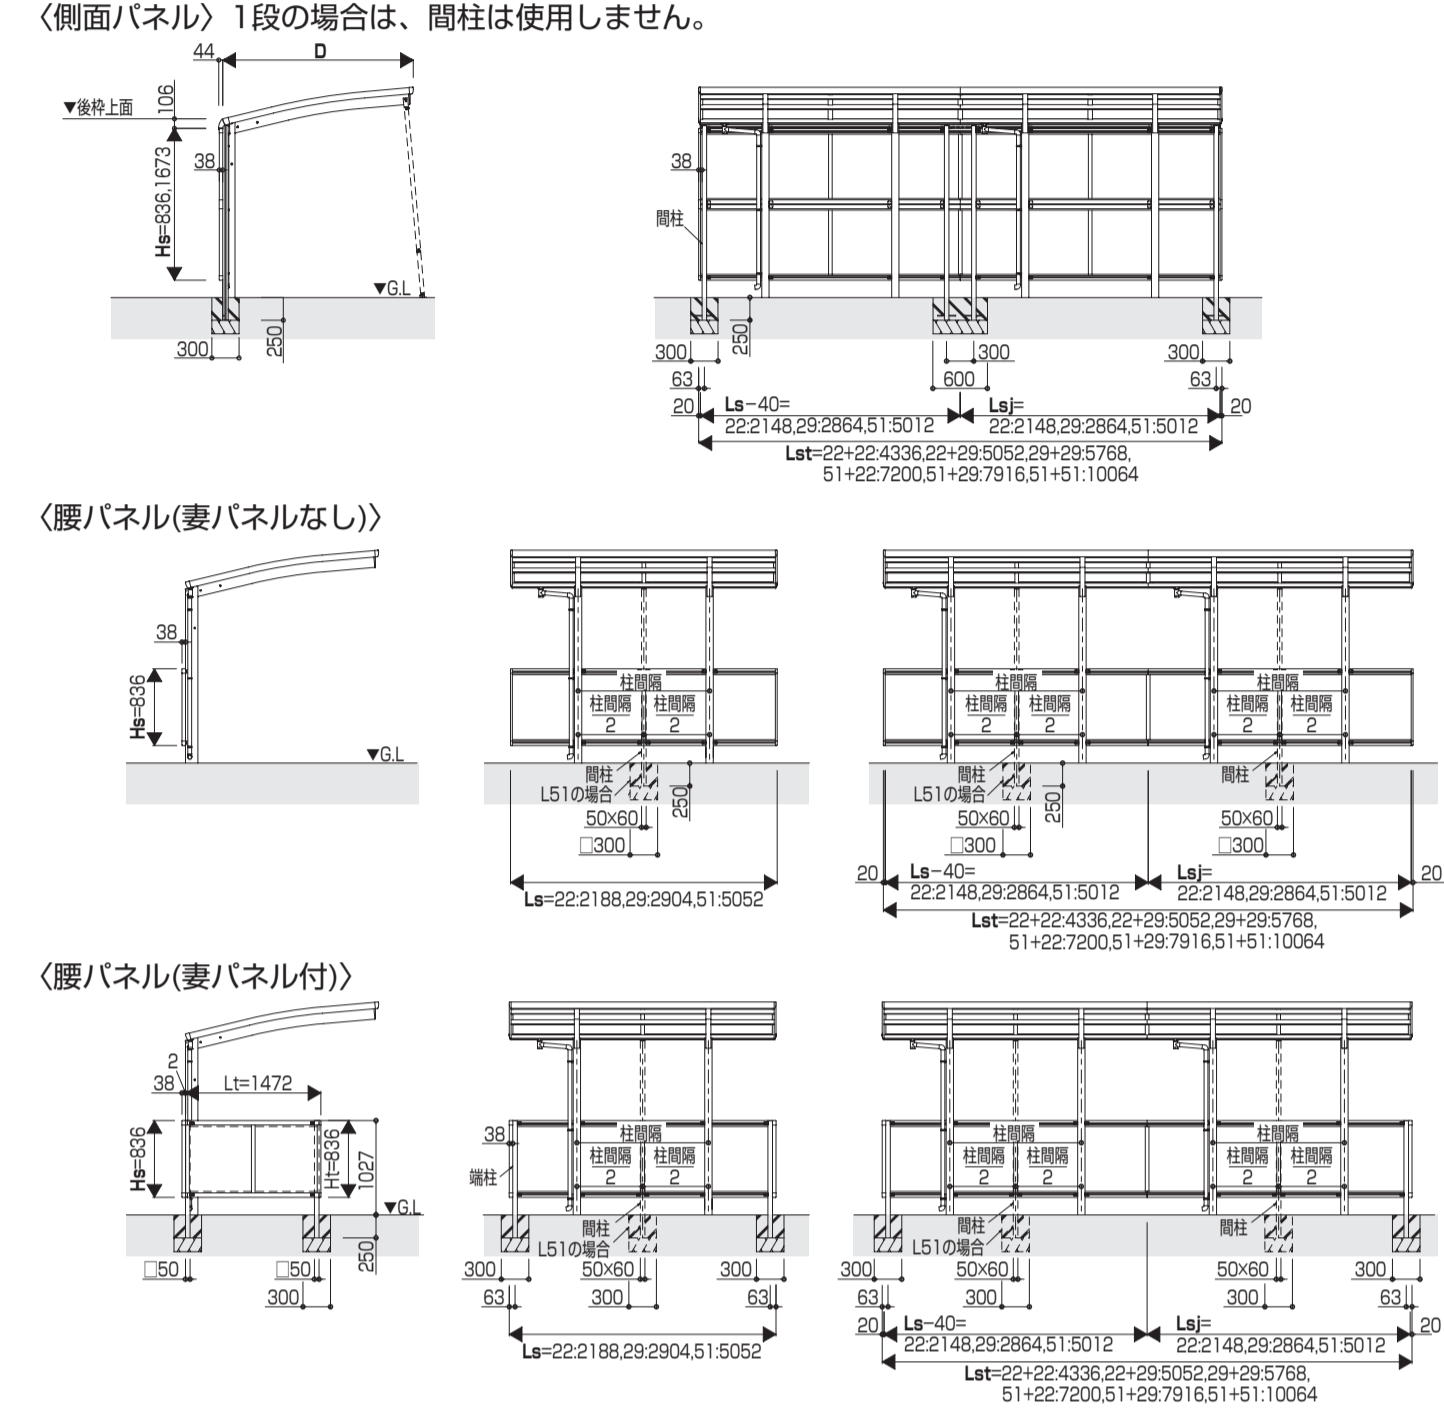 〈側面パネル〉1段の場合は、間柱は使用しません。
44
D
106
▼後枠上面
38
Hs=836,1673
▼G.L
300
250
38
間柱
300
250
300
600
300
63
63
20
Ls−40=
22:2148,29:2864,51:5012
Lsj=
22:2148,29:2864,51:5012
20
Lst=22+22:4336,22+29:5052,29+29:5768,
51+22:7200,51+29:7916,51+51:10064
〈腰パネル(妻パネルなし)〉
38
Hs=836
▼G.L
柱間隔
柱間隔
2
柱間隔
2
間柱
L51の場合
250
50×60
□300
Ls=22:2188,29:2904,51:5052
柱間隔
柱間隔
2
柱間隔
2
柱間隔
柱間隔
2
柱間隔
2
間柱
L51の場合
250
間柱
50×60
□300
50×60
□300
20
Ls−40=
22:2148,29:2864,51:5012
Lsj=
22:2148,29:2864,51:5012
20
Lst=22+22:4336,22+29:5052,29+29:5768,
51+22:7200,51+29:7916,51+51:10064
〈腰パネル(妻パネル付)〉
2
38
Lt=1472
Hs=836
Ht=836
1027
▼G.L
250
□50
□50
300
38
端柱
柱間隔
柱間隔
2
柱間隔
2
間柱
L51の場合
300
50×60
300
63
300
63
Ls=22:2188,29:2904,51:5052
柱間隔
柱間隔
2
柱間隔
2
柱間隔
柱間隔
2
柱間隔
2
間柱
L51の場合
間柱
300
50×60
50×60
300
63
300
300
63
20
Ls−40=
22:2148,29:2864,51:5012
Lsj=
22:2148,29:2864,51:5012
20
Lst=22+22:4336,22+29:5052,29+29:5768,
51+22:7200,51+29:7916,51+51:10064